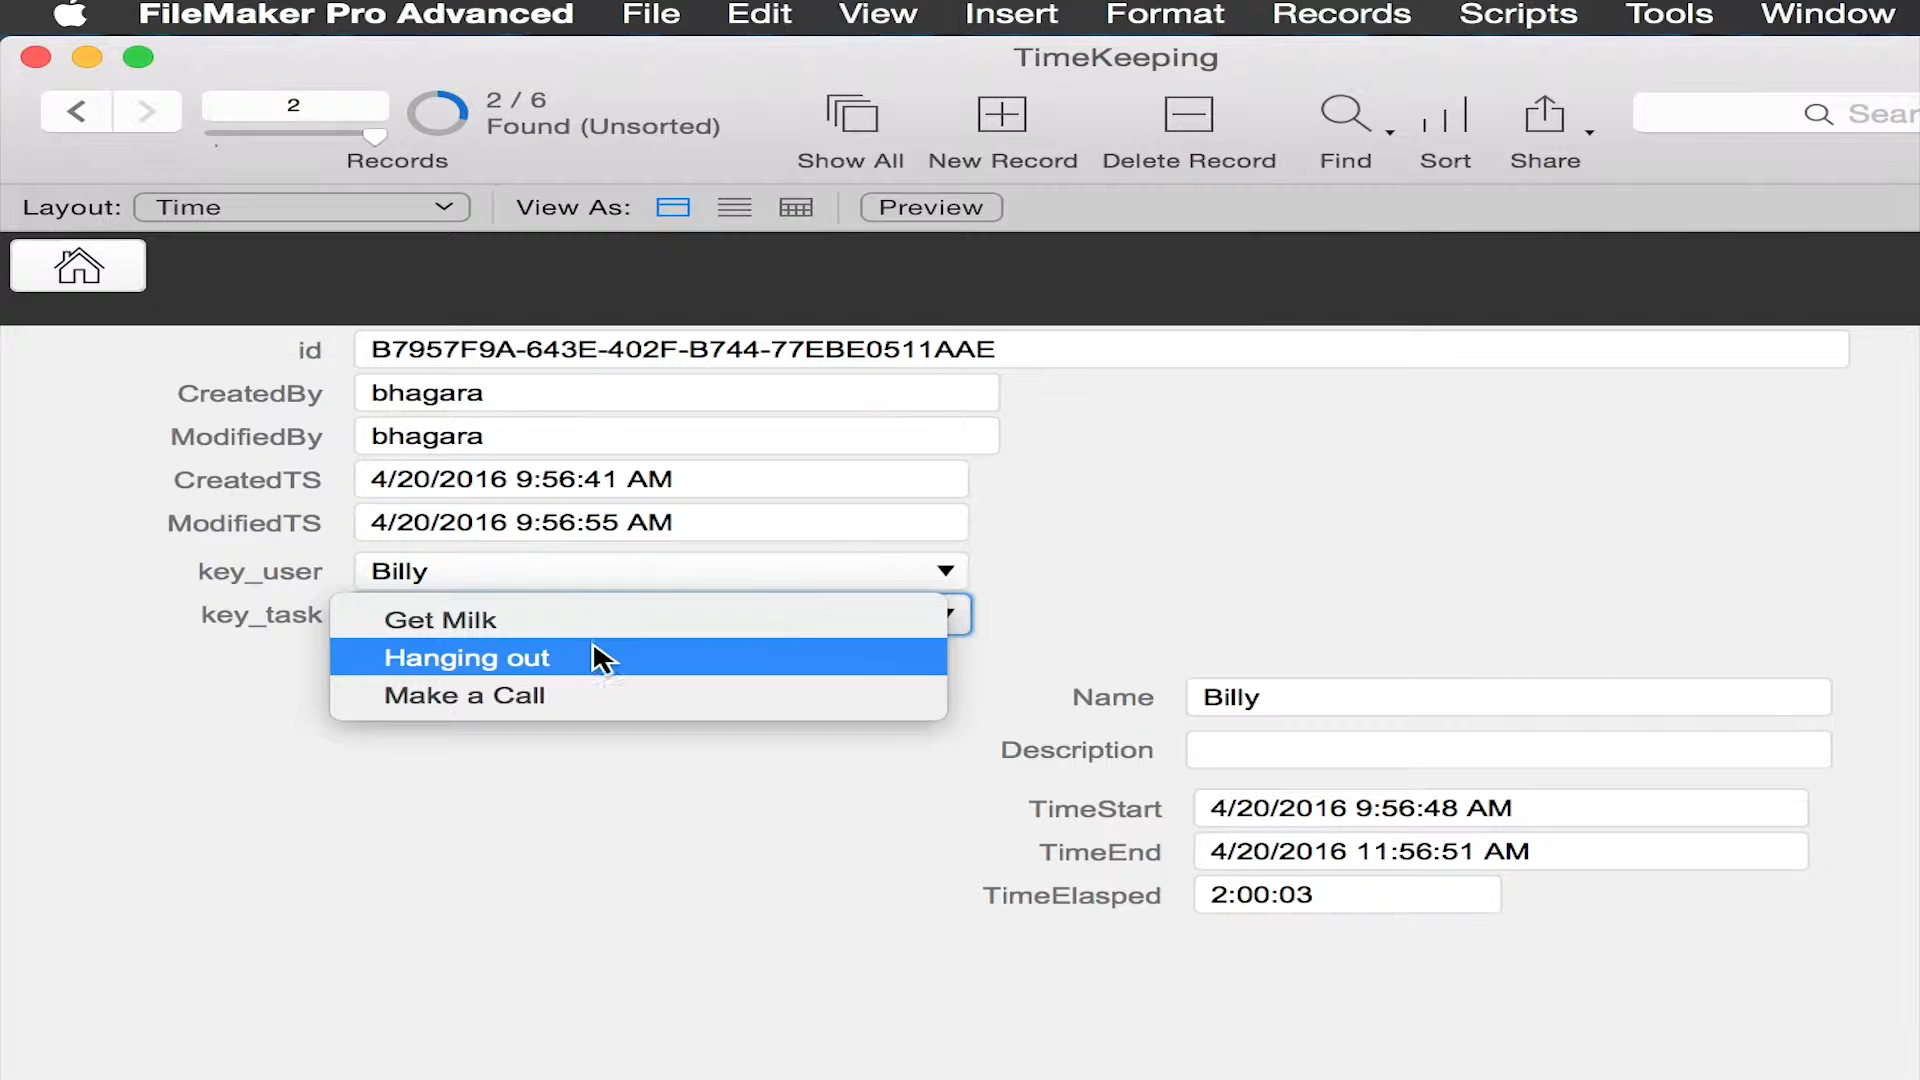 FileMaker Pro Advanced File Edit View Insert Format Records Scripts Tools Window
TimeKeeping
2
2 / 6
Found (Unsorted)
Records
Show All
New Record
Delete Record
Find
Sort
Share
Sear
Layout: Time View As: Preview
id B7957F9A-643E-402F-B744-77EBE0511AAE
CreatedBy bhagara
ModifiedBy bhagara
CreatedTS 4/20/2016 9:56:41 AM
ModifiedTS 4/20/2016 9:56:55 AM
key_user Billy
key_task
Get Milk
Hanging out
Make a Call
Name Billy
Description
TimeStart 4/20/2016 9:56:48 AM
TimeEnd 4/20/2016 11:56:51 AM
TimeElasped 2:00:03